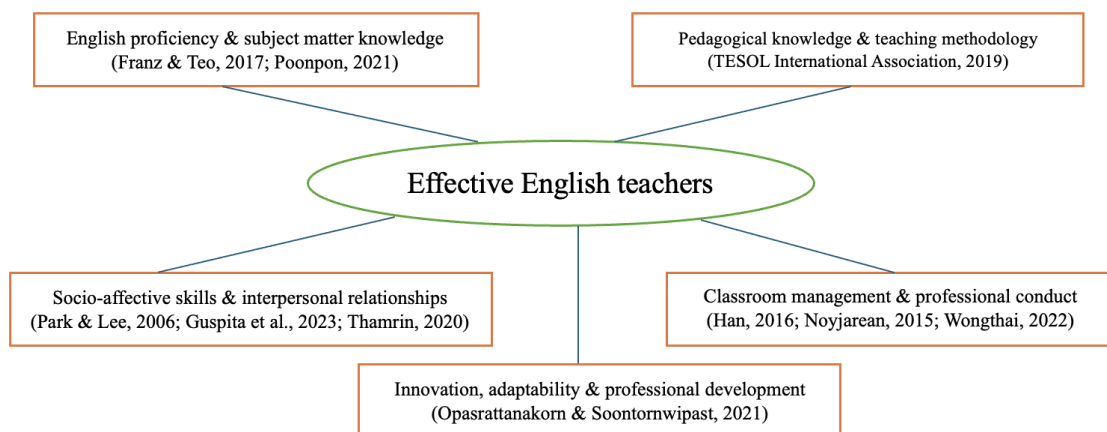 English proficiency & subject matter knowledge
(Franz & Teo, 2017; Poonpon, 2021)
Pedagogical knowledge & teaching methodology
(TESOL International Association, 2019)
Effective English teachers
Socio-affective skills & interpersonal relationships
(Park & Lee, 2006; Guspita et al., 2023; Thamrin, 2020)
Classroom management & professional conduct
(Han, 2016; Noyjarean, 2015; Wongthai, 2022)
Innovation, adaptability & professional development
(Opasrattanakorn & Soontornwipast, 2021)